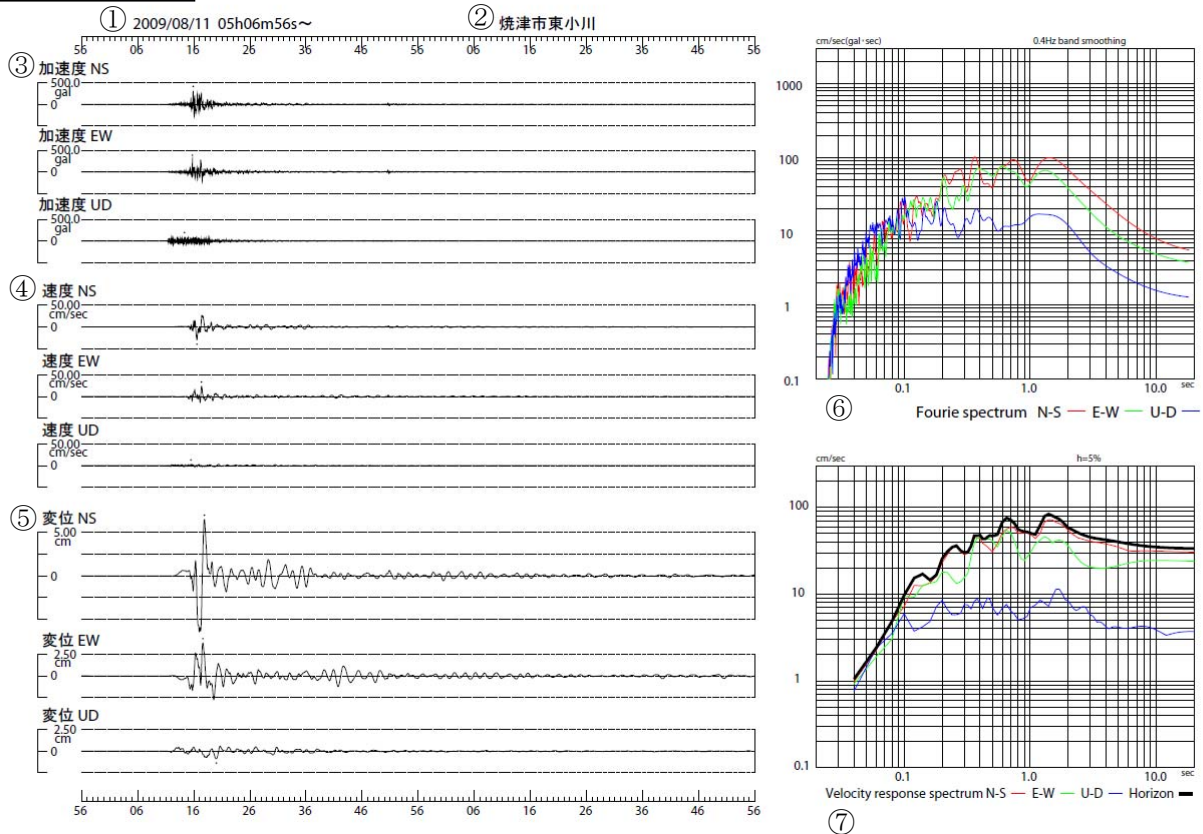 ① 2009/08/11 05h06m56s～ ② 焼津市東小川
56 06 16 26 36 46 56 06 16 26 36 46 56
③ 加速度 NS
500.0
gal
0
加速度 EW
500.0
gal
0
加速度 UD
500.0
gal
0
④ 速度 NS
50.00
cm/sec
0
速度 EW
50.00
cm/sec
0
速度 UD
50.00
cm/sec
0
⑤ 変位 NS
5.00
cm
0
変位 EW
2.50
cm
0
変位 UD
2.50
cm
0
56 06 16 26 36 46 56 06 16 26 36 46 56
cm/sec(gal·sec) 0.4Hz band smoothing
1000
100
10
1
0.1
0.1 1.0 10.0 sec
⑥ Fourie spectrum N-S E-W U-D
cm/sec h=5%
100
10
1
0.1
0.1 1.0 10.0 sec
Velocity response spectrum N-S E-W U-D Horizon
⑦